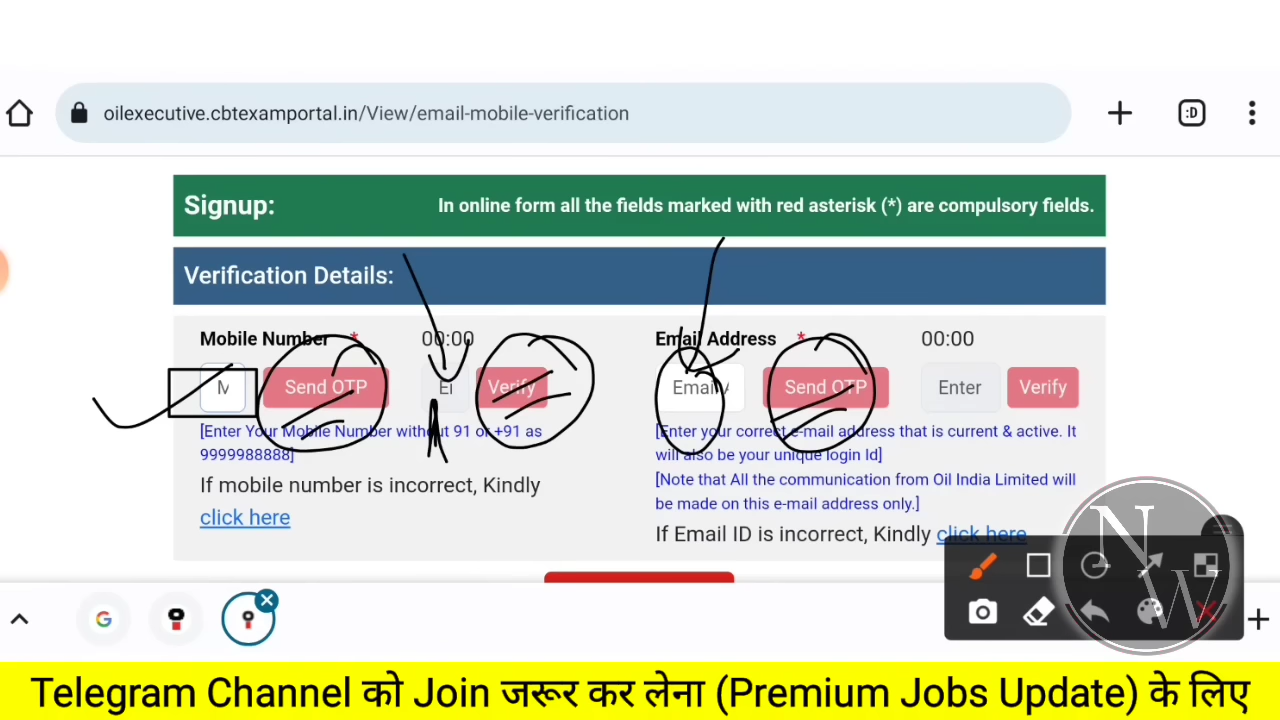 oilexecutive.cbtexamportal.in/View/email-mobile-verification
:D
Signup:
In online form all the fields marked with red asterisk (*) are compulsory fields.
Verification Details:
Mobile Number * 00:00
M Send OTP Verify
[Enter Your Mobile Number without 91 or +91 as
9999988888]
If mobile number is incorrect, Kindly
click here
Email Address * 00:00
Email A Send OTP Enter Verify
[Enter your correct e-mail address that is current & active. It
will also be your unique login Id]
[Note that All the communication from Oil India Limited will
be made on this e-mail address only.]
If Email ID is incorrect, Kindly click here
N W
Telegram Channel को Join जरूर कर लेना (Premium Jobs Update) के लिए